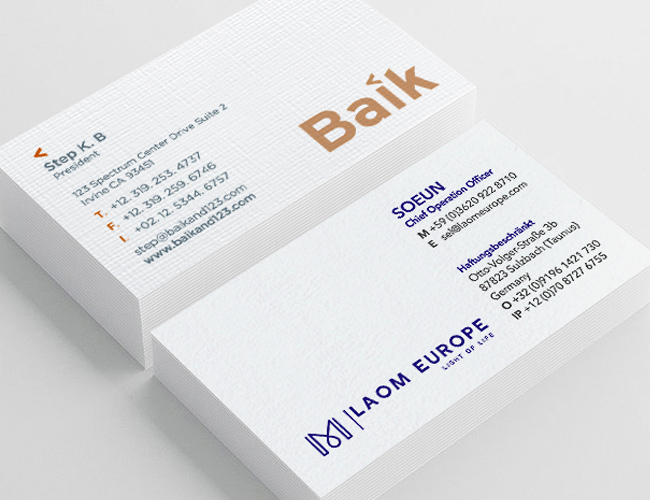 Baik
Step K. B
President
123 Spectrum Center Drive Suite 2
Irvine CA 93451
T. +12. 319. 253. 4737
F. +12. 319. 259. 6746
I. +02. 12. 5344. 6757
step@baikand123.com
www.baikand123.com
SOEUN
Chief Operation Officer
M +59 (0)3620 922 8710
E sel@laomeurope.com
Haftungsbeschränkt
Otto-Volger-Straße 3b
87823 Sulzbach (Taunus)
Germany
O +32 (0)9196 1421 730
IP +12 (0)70 8727 6755
M|LAOM EUROPE
LIGHT OF LIFE